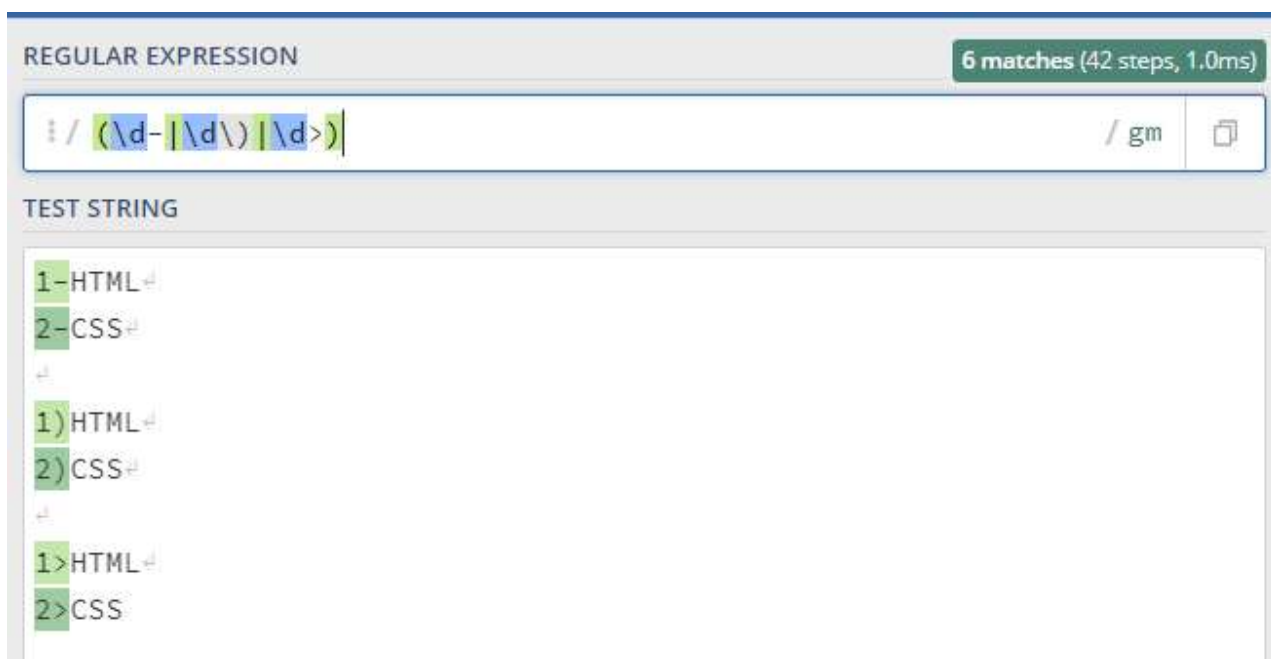 REGULAR EXPRESSION
6 matches (42 steps, 1.0ms)
/ (\d-|\d\)|\d>) / gm
TEST STRING
1-HTML↵
2-CSS↵
↵
1)HTML↵
2)CSS↵
↵
1>HTML↵
2>CSS